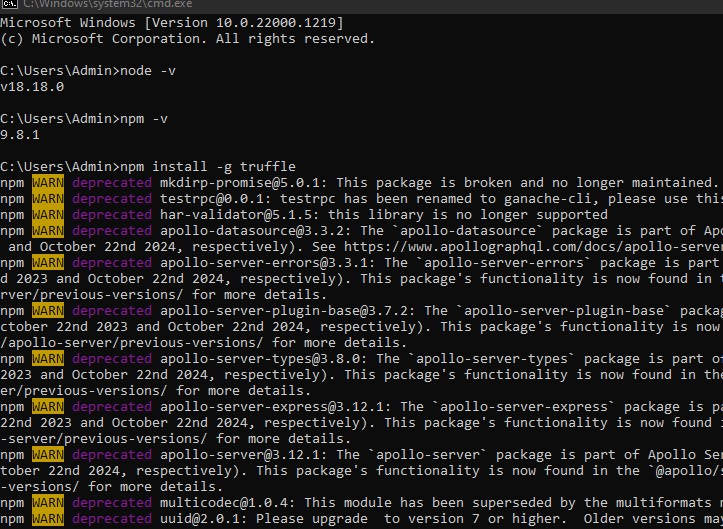 C:\Windows\system32\cmd.exe
Microsoft Windows [Version 10.0.22000.1219]
(c) Microsoft Corporation. All rights reserved.
C:\Users\Admin>node -v
v18.18.0
C:\Users\Admin>npm -v
9.8.1
C:\Users\Admin>npm install -g truffle
npm WARN deprecated mkdirp-promise@5.0.1: This package is broken and no longer maintained.
npm WARN deprecated testrpc@0.0.1: testrpc has been renamed to ganache-cli, please use this
npm WARN deprecated har-validator@5.1.5: this library is no longer supported
npm WARN deprecated apollo-datasource@3.3.2: The `apollo-datasource` package is part of Apo
 and October 22nd 2024, respectively). See https://www.apollographql.com/docs/apollo-server
npm WARN deprecated apollo-server-errors@3.3.1: The `apollo-server-errors` package is part
d 2023 and October 22nd 2024, respectively). This package's functionality is now found in t
rver/previous-versions/ for more details.
npm WARN deprecated apollo-server-plugin-base@3.7.2: The `apollo-server-plugin-base` packag
ctober 22nd 2023 and October 22nd 2024, respectively). This package's functionality is now
/apollo-server/previous-versions/ for more details.
npm WARN deprecated apollo-server-types@3.8.0: The `apollo-server-types` package is part of
2023 and October 22nd 2024, respectively). This package's functionality is now found in the
er/previous-versions/ for more details.
npm WARN deprecated apollo-server-express@3.12.1: The `apollo-server-express` package is pa
22nd 2023 and October 22nd 2024, respectively). This package's functionality is now found i
-server/previous-versions/ for more details.
npm WARN deprecated apollo-server@3.12.1: The `apollo-server` package is part of Apollo Ser
tober 22nd 2024, respectively). This package's functionality is now found in the `@apollo/s
-versions/ for more details.
npm WARN deprecated multicodec@1.0.4: This module has been superseded by the multiformats m
npm WARN deprecated uuid@2.0.1: Please upgrade  to version 7 or higher.  Older versions ma